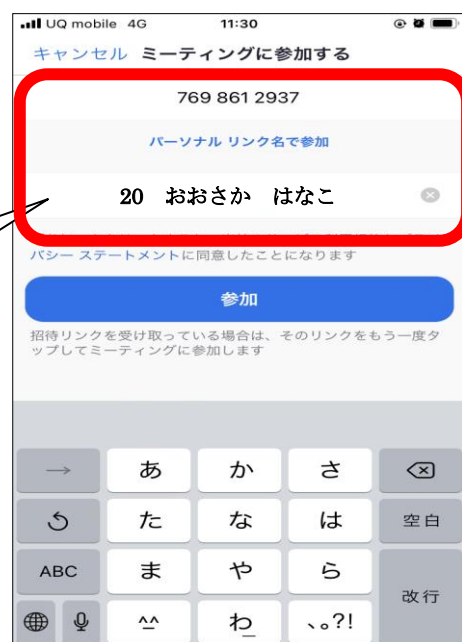 UQ mobile 4G 11:30
キャンセル ミーティングに参加する
769 861 2937
パーソナル リンク名で参加
20 おおさか はなこ
バシー ステートメントに同意したことになります
参加
招待リンクを受け取っている場合は、そのリンクをもう一度タ
ップしてミーティングに参加します
→ あ か さ
た な は 空白
ABC ま や ら
改行
^^ わ_ 、。?!